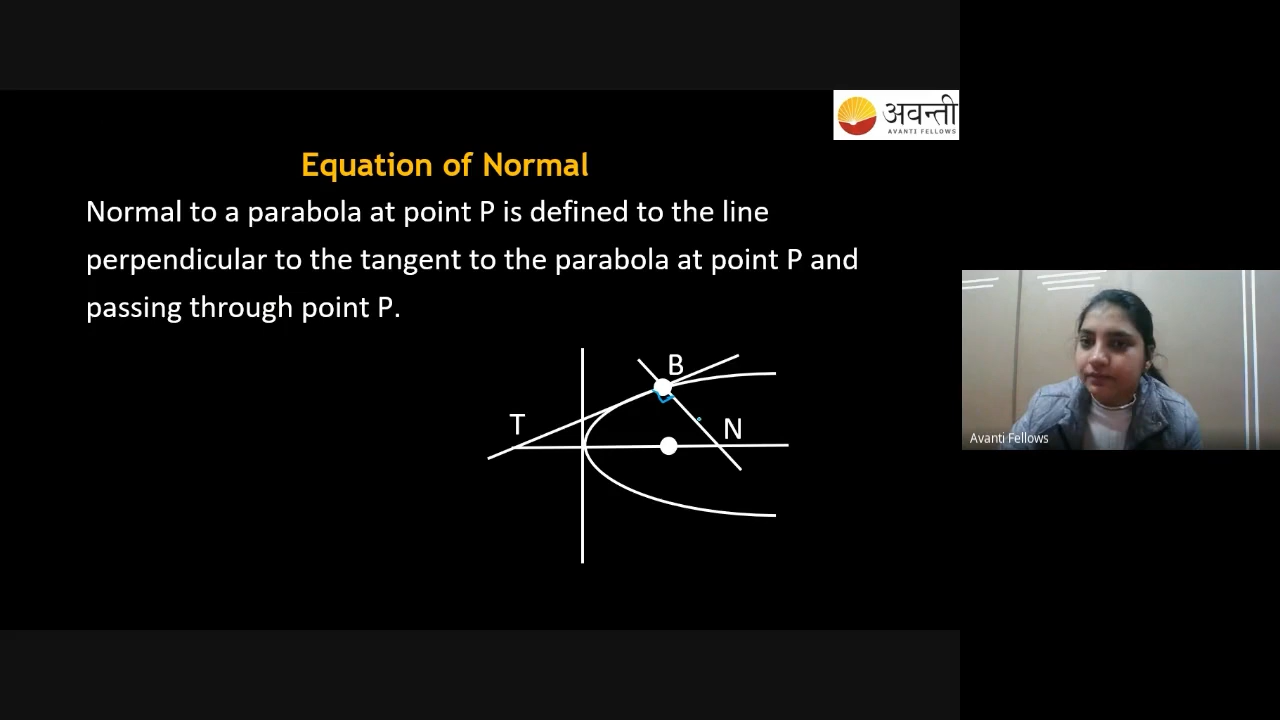 अवन्ती
AVANTI FELLOWS
Equation of Normal
Normal to a parabola at point P is defined to the line
perpendicular to the tangent to the parabola at point P and
passing through point P.
B
T
N
Avanti Fellows